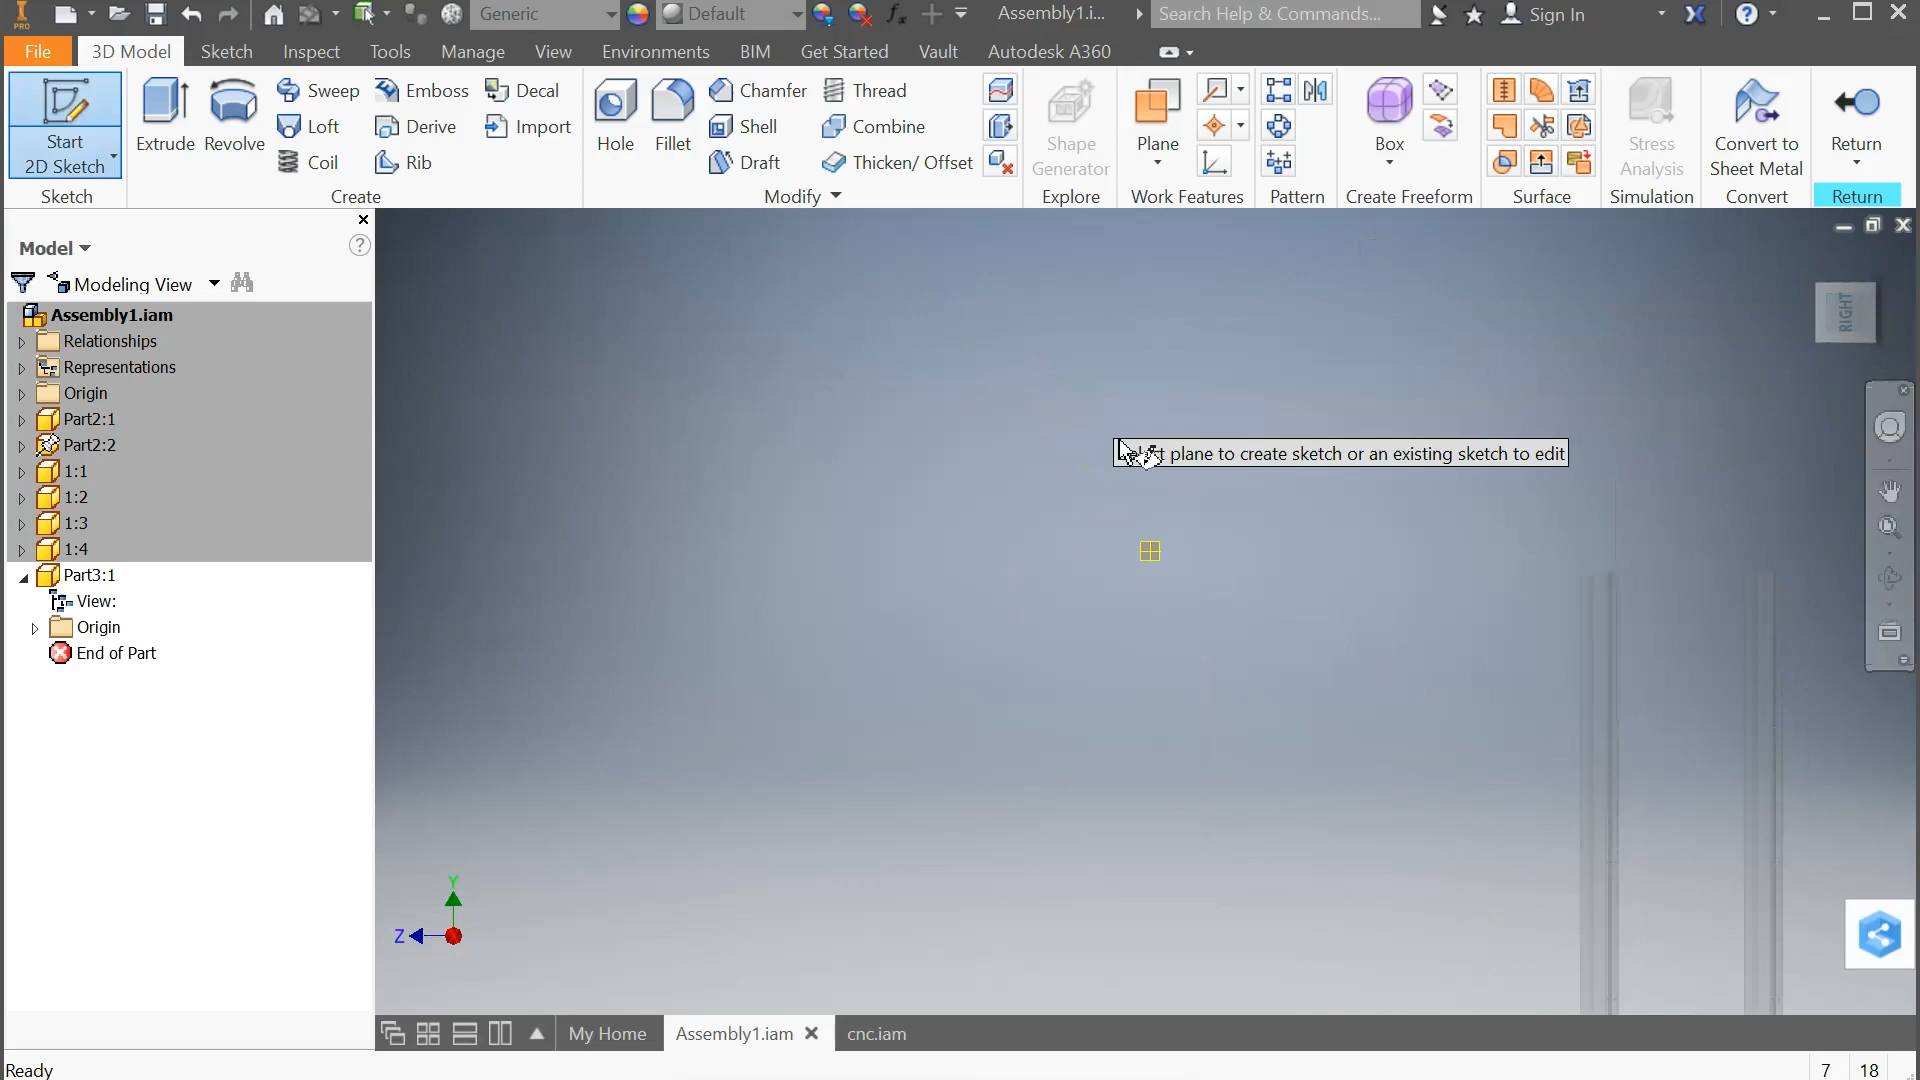 PRO
Generic
Default
Assembly1.i...
Search Help & Commands...
Sign In
File
3D Model
Sketch
Inspect
Tools
Manage
View
Environments
BIM
Get Started
Vault
Autodesk A360
Start
2D Sketch
Extrude
Revolve
Sweep
Loft
Coil
Emboss
Derive
Rib
Decal
Import
Hole
Fillet
Chamfer
Shell
Draft
Thread
Combine
Thicken/ Offset
Shape
Generator
Plane
Box
Stress
Analysis
Convert to
Sheet Metal
Return
Sketch
Create
Modify
Explore
Work Features
Pattern
Create Freeform
Surface
Simulation
Convert
Return
Model
Modeling View
Assembly1.iam
Relationships
Representations
Origin
Part2:1
Part2:2
1:1
1:2
1:3
1:4
Part3:1
View:
Origin
End of Part
plane to create sketch or an existing sketch to edit
RIGHT
Y
Z
My Home
Assembly1.iam
cnc.iam
Ready
7
18